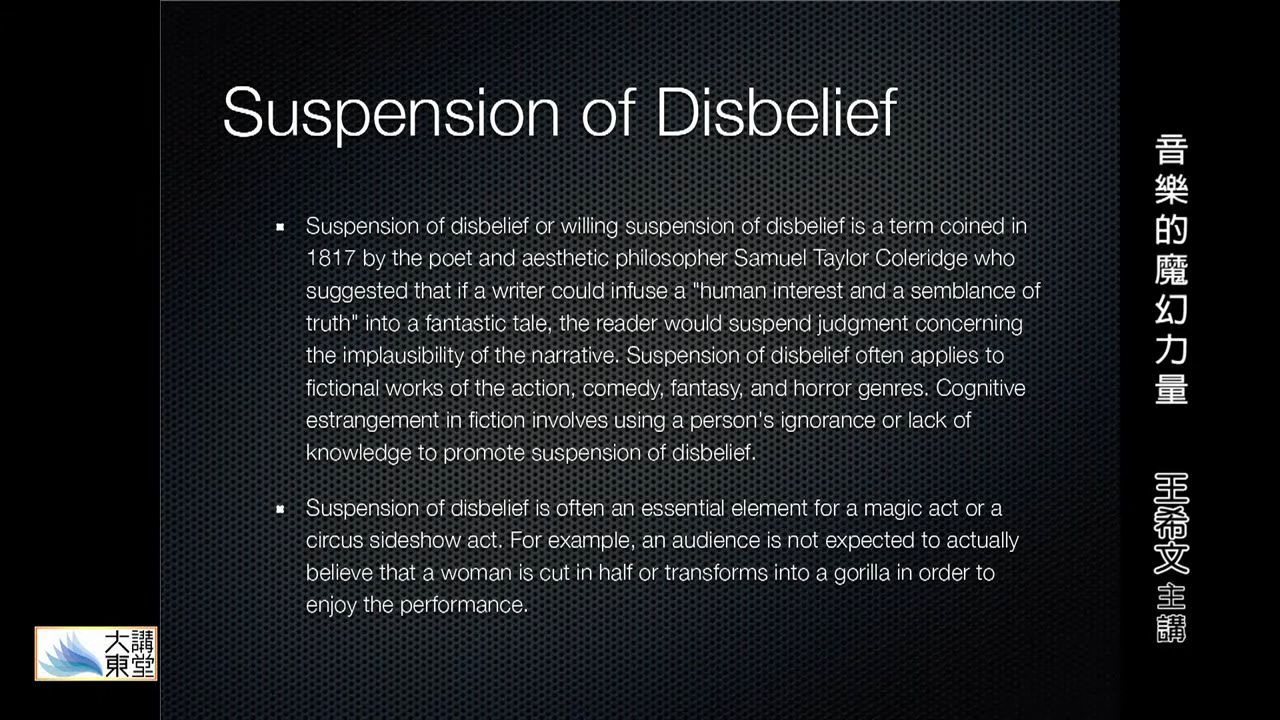 Suspension of Disbelief
Suspension of disbelief or willing suspension of disbelief is a term coined in
1817 by the poet and aesthetic philosopher Samuel Taylor Coleridge who
suggested that if a writer could infuse a "human interest and a semblance of
truth" into a fantastic tale, the reader would suspend judgment concerning
the implausibility of the narrative. Suspension of disbelief often applies to
fictional works of the action, comedy, fantasy, and horror genres. Cognitive
estrangement in fiction involves using a person's ignorance or lack of
knowledge to promote suspension of disbelief.
Suspension of disbelief is often an essential element for a magic act or a
circus sideshow act. For example, an audience is not expected to actually
believe that a woman is cut in half or transforms into a gorilla in order to
enjoy the performance.
音樂的魔幻力量
王希文主講
大東
講堂